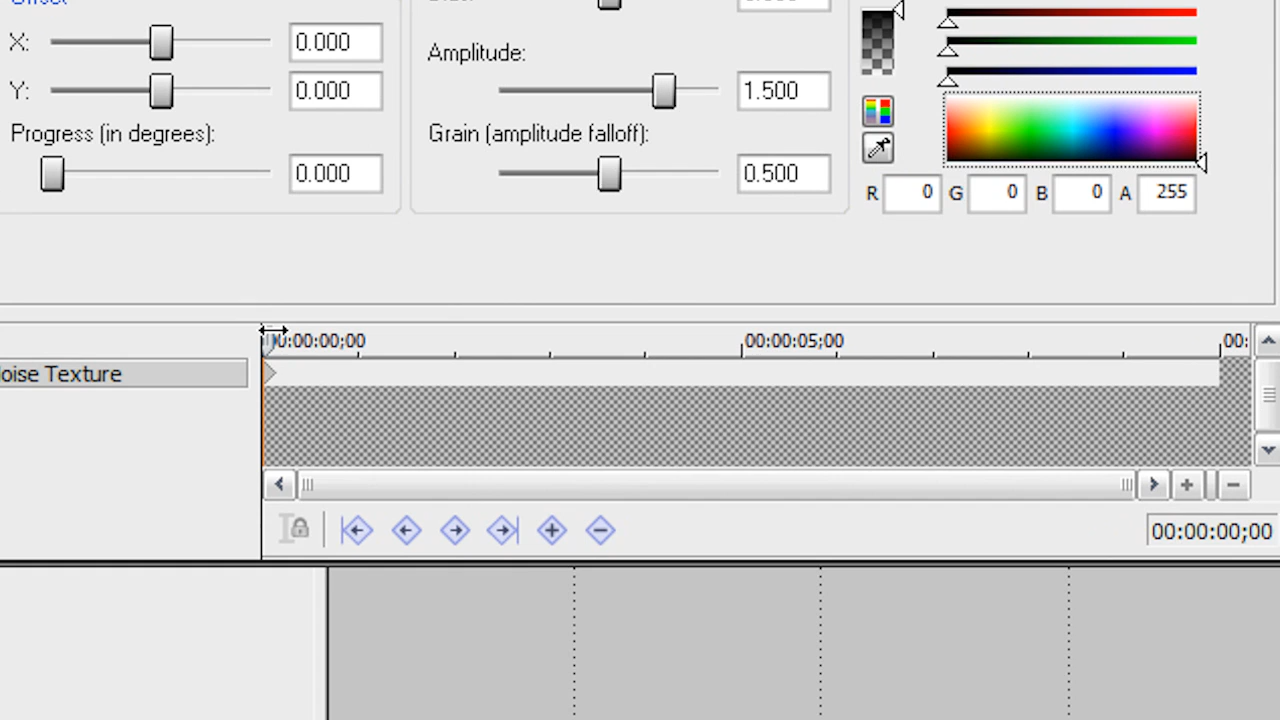 X: 0.000
Y: 0.000
Progress (in degrees):
0.000
Amplitude:
1.500
Grain (amplitude falloff):
0.500
R 0 G 0 B 0 A 255
:00:00;00 00:00:05;00 00:
oise Texture
00:00:00;00